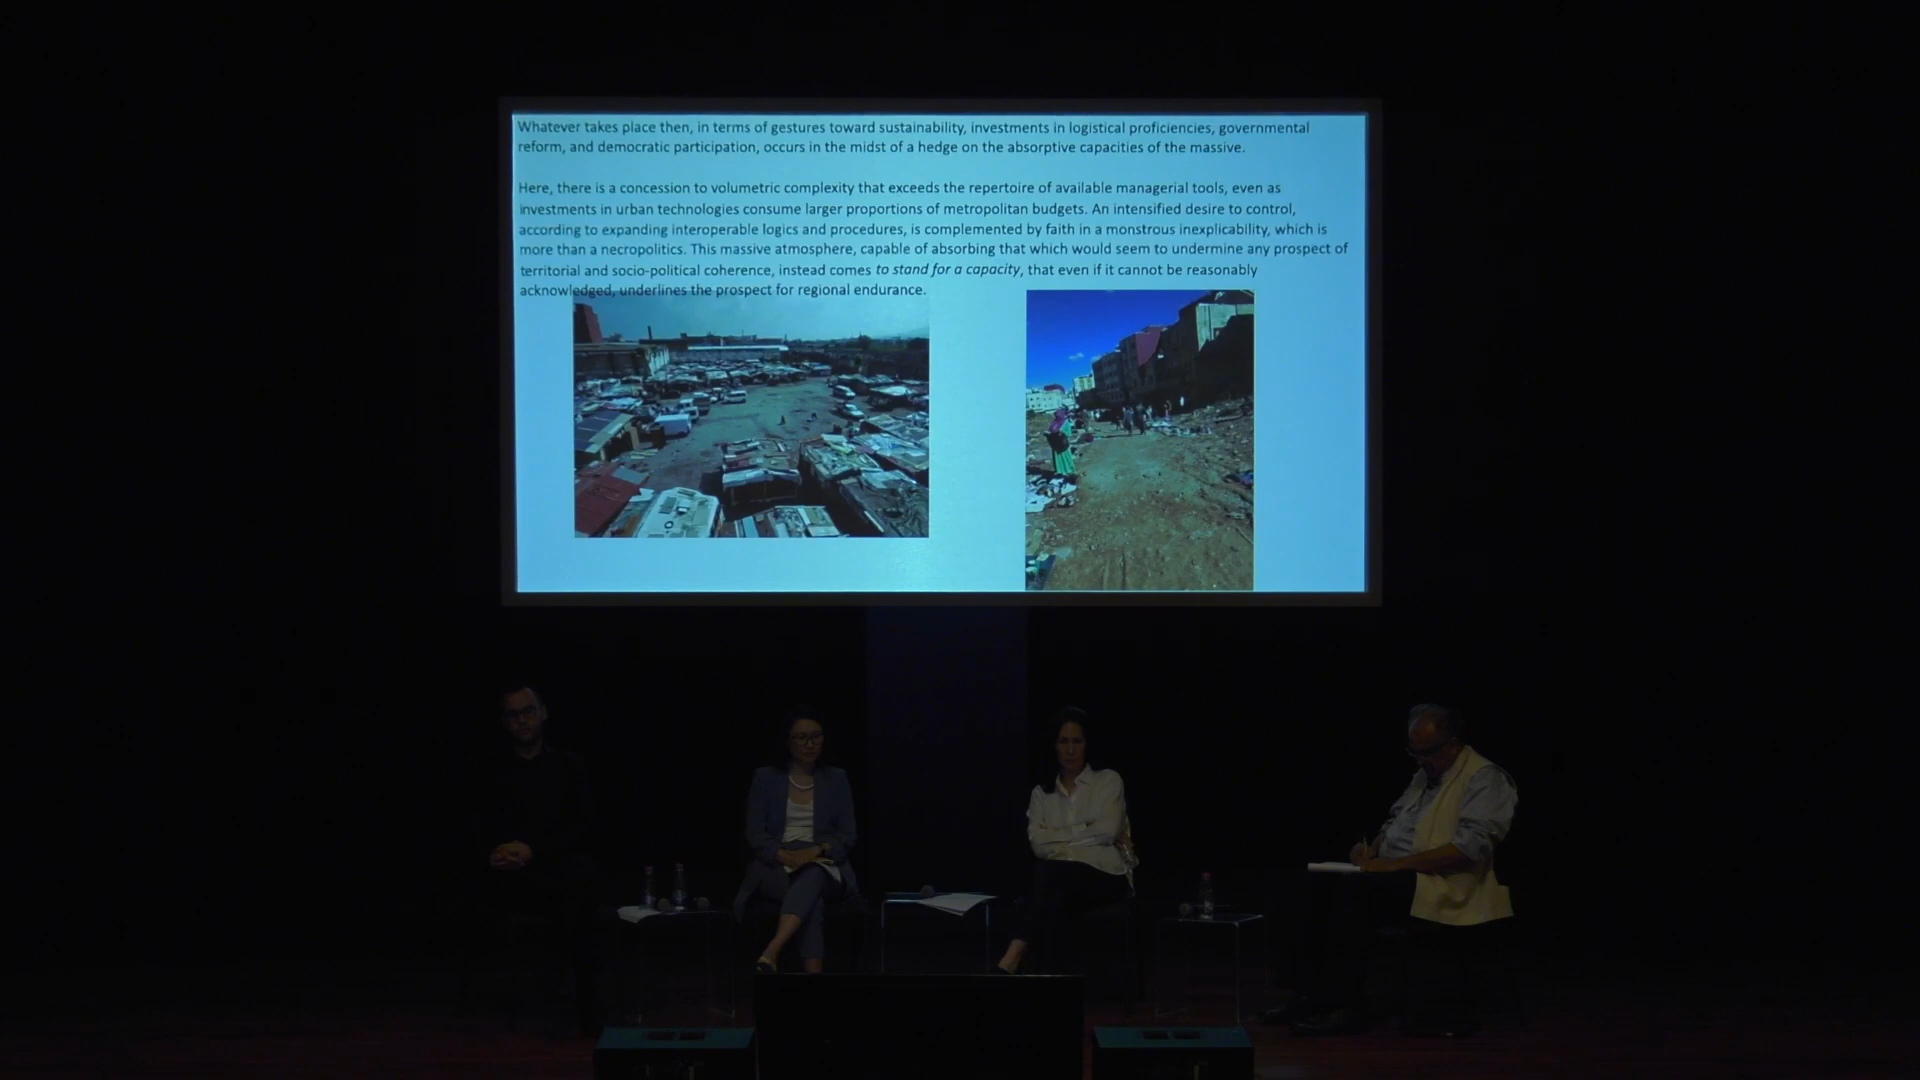 Whatever takes place then, in terms of gestures toward sustainability, investments in logistical proficiencies, governmental
reform, and democratic participation, occurs in the midst of a hedge on the absorptive capacities of the massive.
Here, there is a concession to volumetric complexity that exceeds the repertoire of available managerial tools, even as
investments in urban technologies consume larger proportions of metropolitan budgets. An intensified desire to control,
according to expanding interoperable logics and procedures, is complemented by faith in a monstrous inexplicability, which is
more than a necropolitics. This massive atmosphere, capable of absorbing that which would seem to undermine any prospect of
territorial and socio-political coherence, instead comes to stand for a capacity, that even if it cannot be reasonably
acknowledged, underlines the prospect for regional endurance.